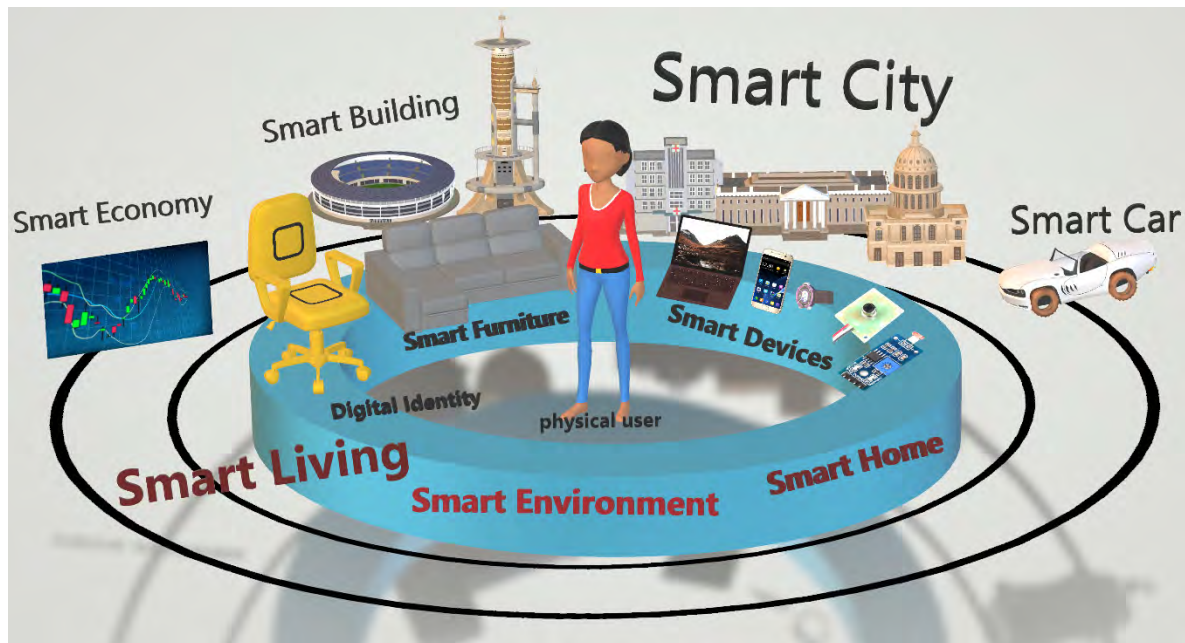 Smart City
Smart Building
Smart Economy
Smart Car
Smart Furniture
Smart Devices
Digital Identity
physical user
Smart Living
Smart Home
Smart Environment